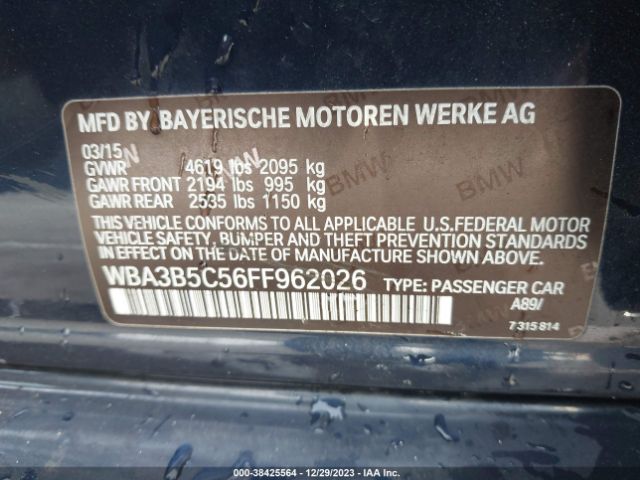 MFD BY BAYERISCHE MOTOREN WERKE AG
03/15
GVWR 4619 lbs 2095 kg
GAWR FRONT 2194 lbs 995 kg
GAWR REAR 2535 lbs 1150 kg
THIS VEHICLE CONFORMS TO ALL APPLICABLE U.S.FEDERAL MOTOR
VEHICLE SAFETY, BUMPER AND THEFT PREVENTION STANDARDS
IN EFFECT ON THE DATE OF MANUFACTURE SHOWN ABOVE.
WBA3B5C56FF962026 TYPE: PASSENGER CAR
A89/
7 315 814
BMW
BMW
000-38425564 • 12/29/2023 • IAA Inc.